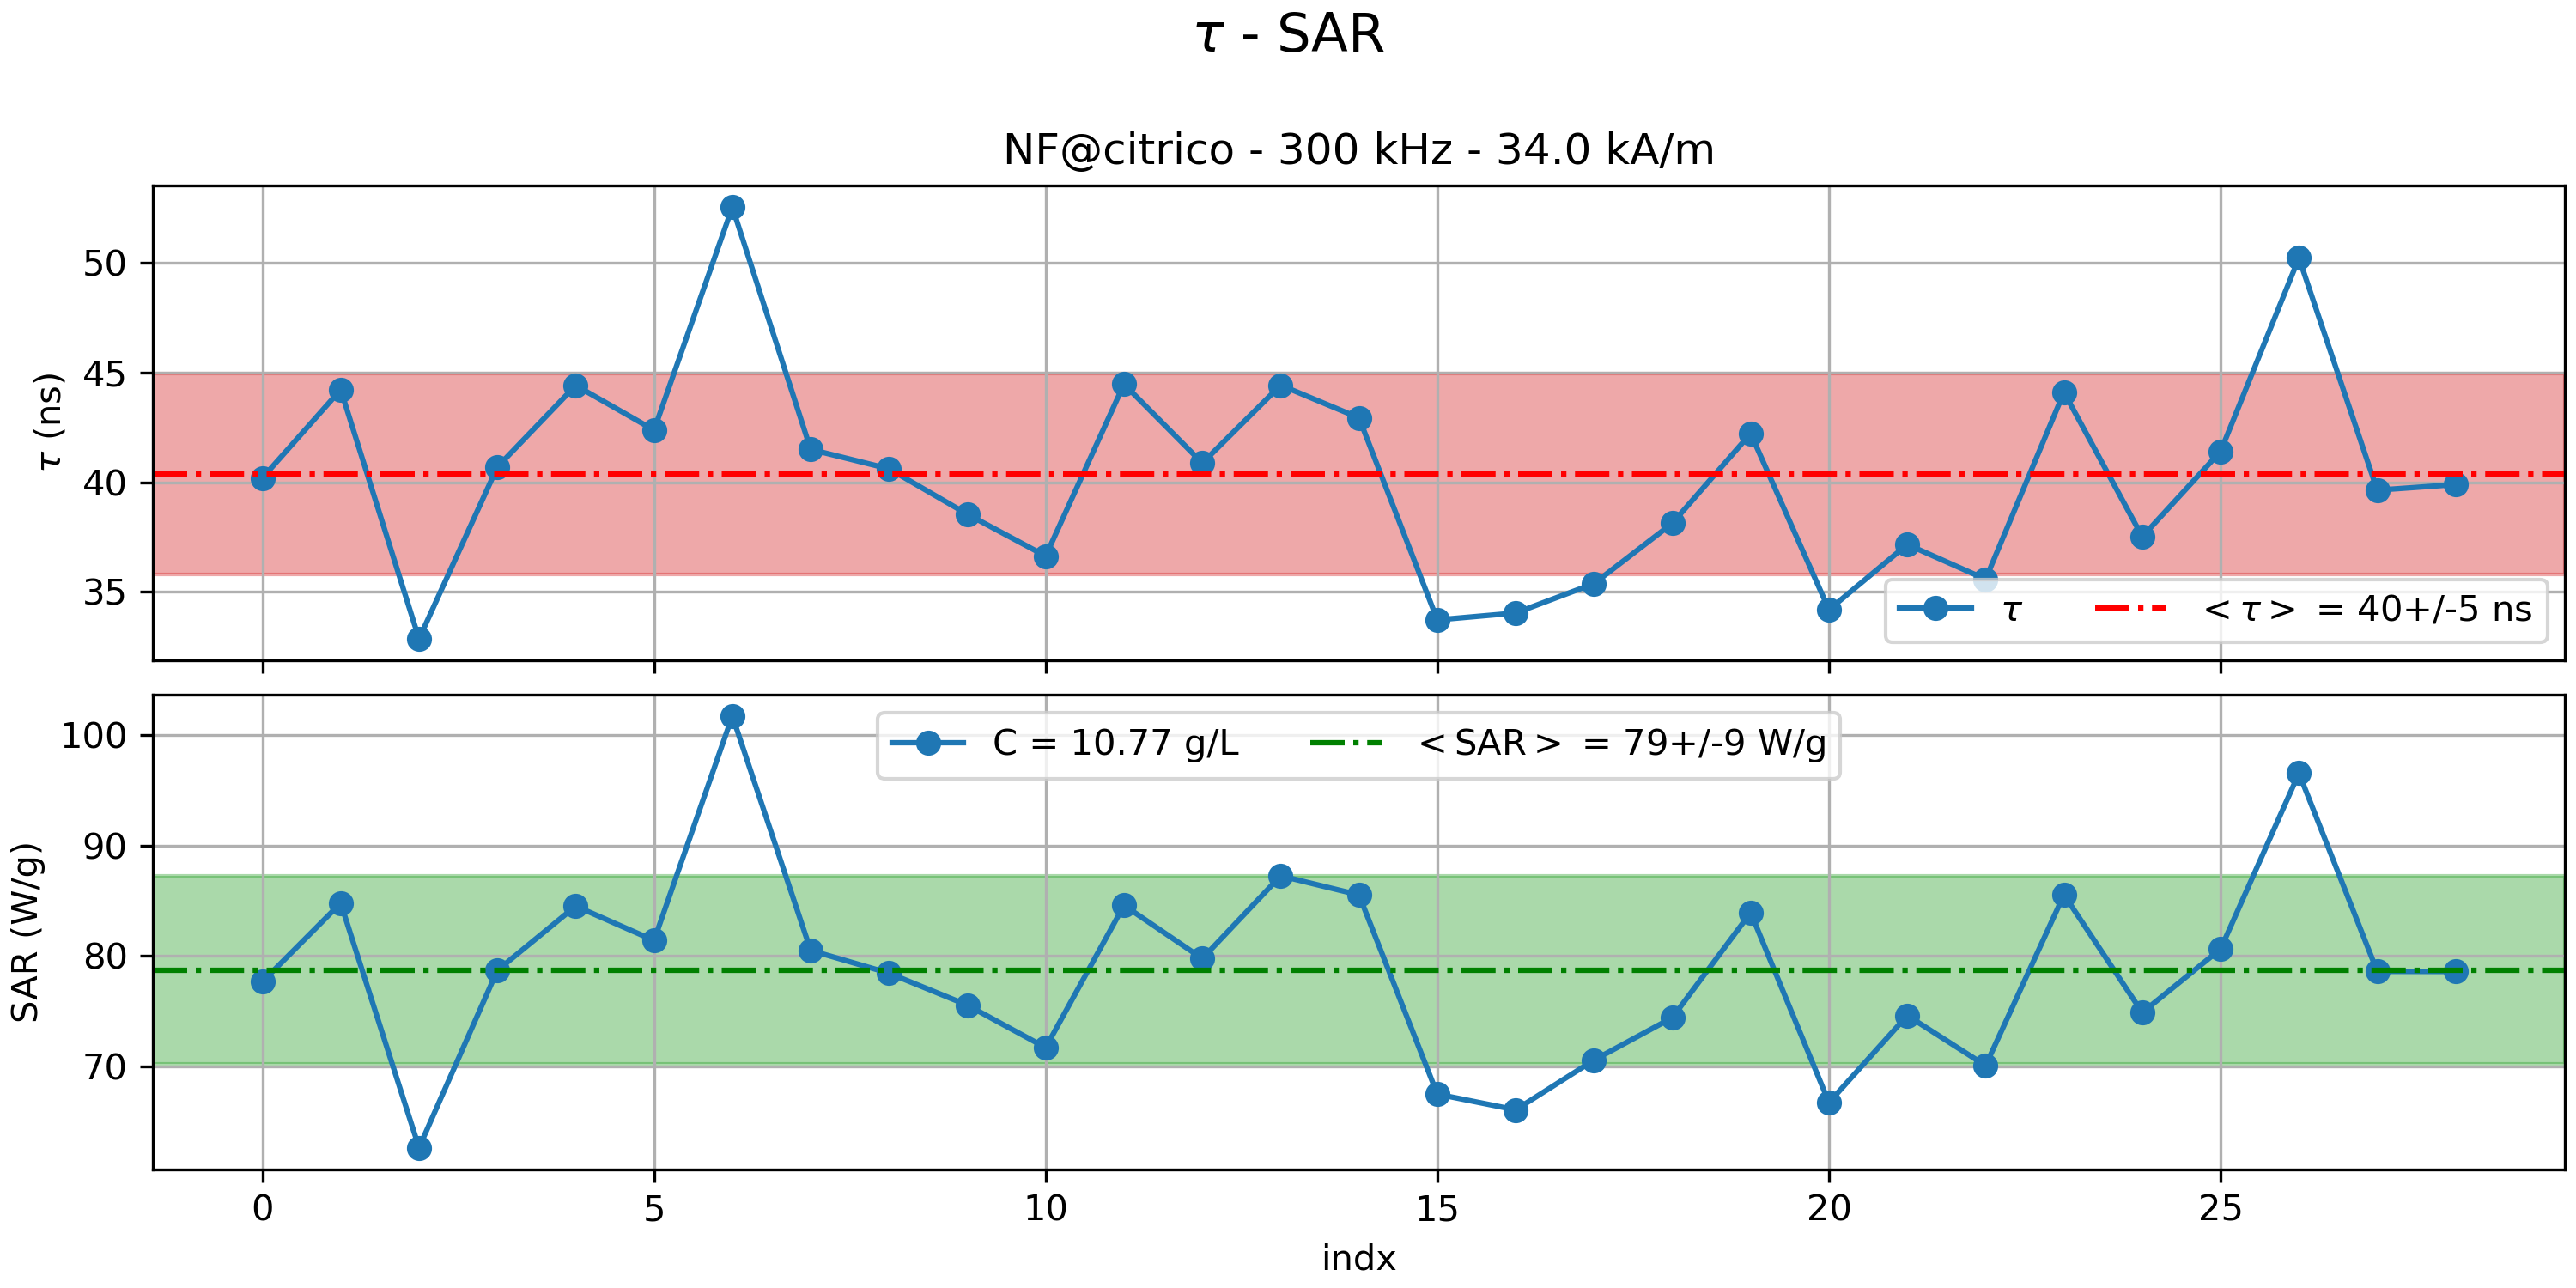 τ - SAR
NF@citrico - 300 kHz - 34.0 kA/m
τ (ns)
50
45
40
35
τ
<τ> = 40+/-5 ns
SAR (W/g)
100
90
80
70
C = 10.77 g/L
<SAR> = 79+/-9 W/g
0 5 10 15 20 25
indx